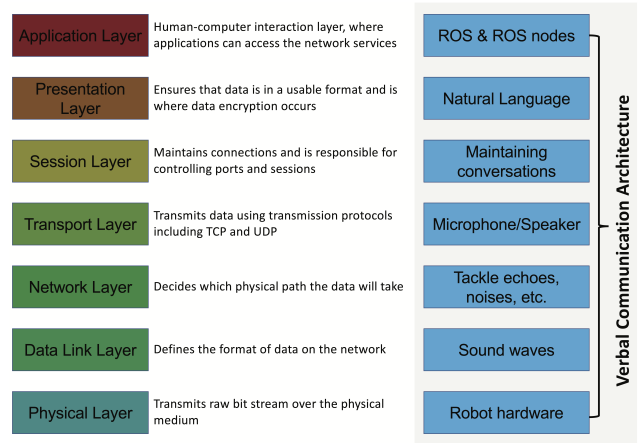 Application Layer
Human-computer interaction layer, where
applications can access the network services
ROS & ROS nodes
Presentation
Layer
Ensures that data is in a usable format and is
where data encryption occurs
Natural Language
Session Layer
Maintains connections and is responsible for
controlling ports and sessions
Maintaining
conversations
Transport Layer
Transmits data using transmission protocols
including TCP and UDP
Microphone/Speaker
Network Layer
Decides which physical path the data will take
Tackle echoes,
noises, etc.
Data Link Layer
Defines the format of data on the network
Sound waves
Physical Layer
Transmits raw bit stream over the physical
medium
Robot hardware
Verbal Communication Architecture